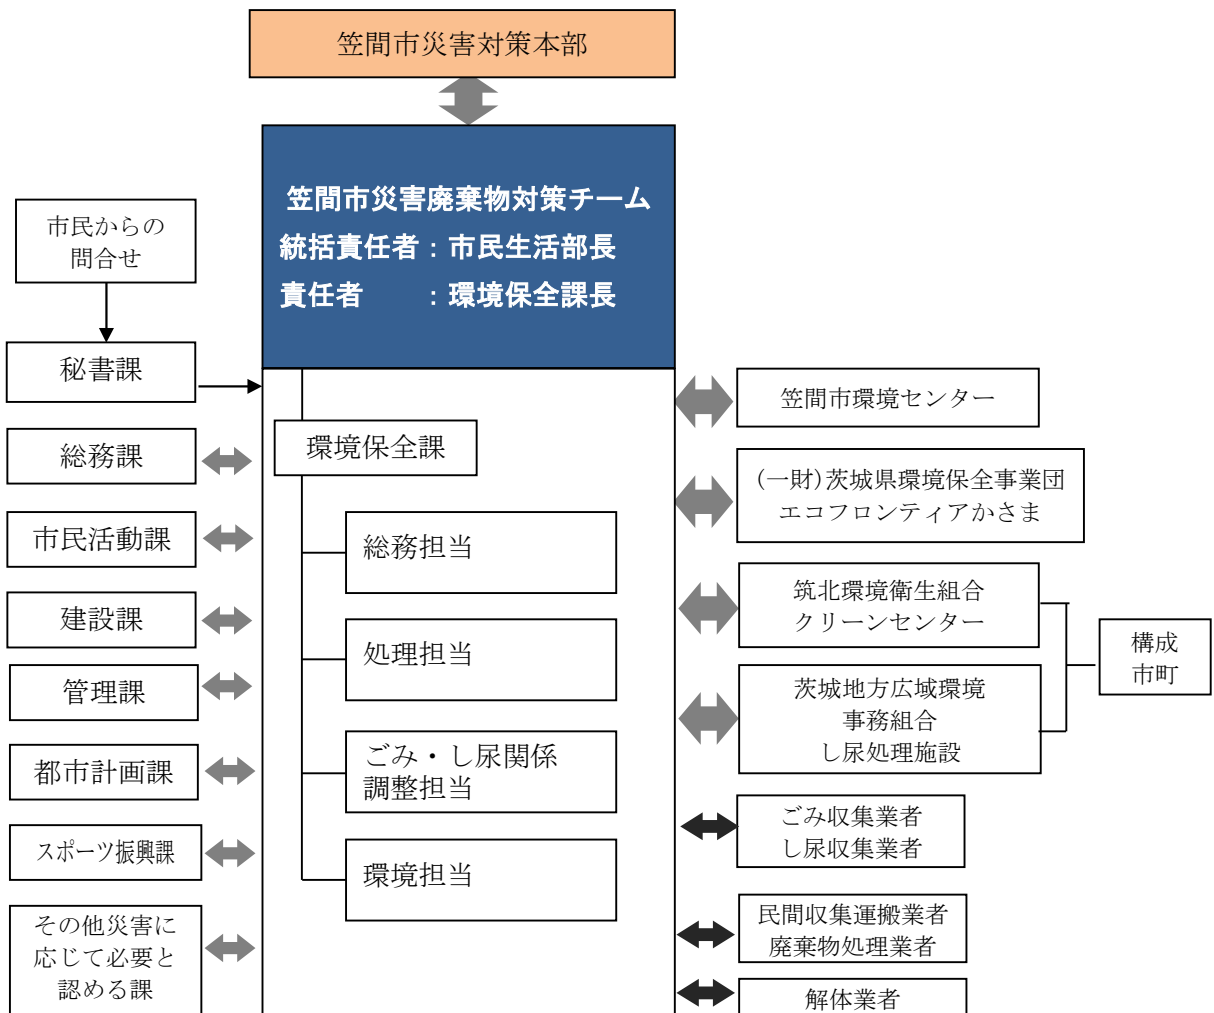 笠間市災害対策本部
笠間市災害廃棄物対策チーム
統括責任者：市民生活部長
責任者　　：環境保全課長
市民からの
問合せ
秘書課
総務課
市民活動課
建設課
管理課
都市計画課
スポーツ振興課
その他災害に
応じて必要と
認める課
環境保全課
総務担当
処理担当
ごみ・し尿関係
調整担当
環境担当
笠間市環境センター
(一財)茨城県環境保全事業団
エコフロンティアかさま
筑北環境衛生組合
クリーンセンター
茨城地方広域環境
事務組合
し尿処理施設
構成
市町
ごみ収集業者
し尿収集業者
民間収集運搬業者
廃棄物処理業者
解体業者